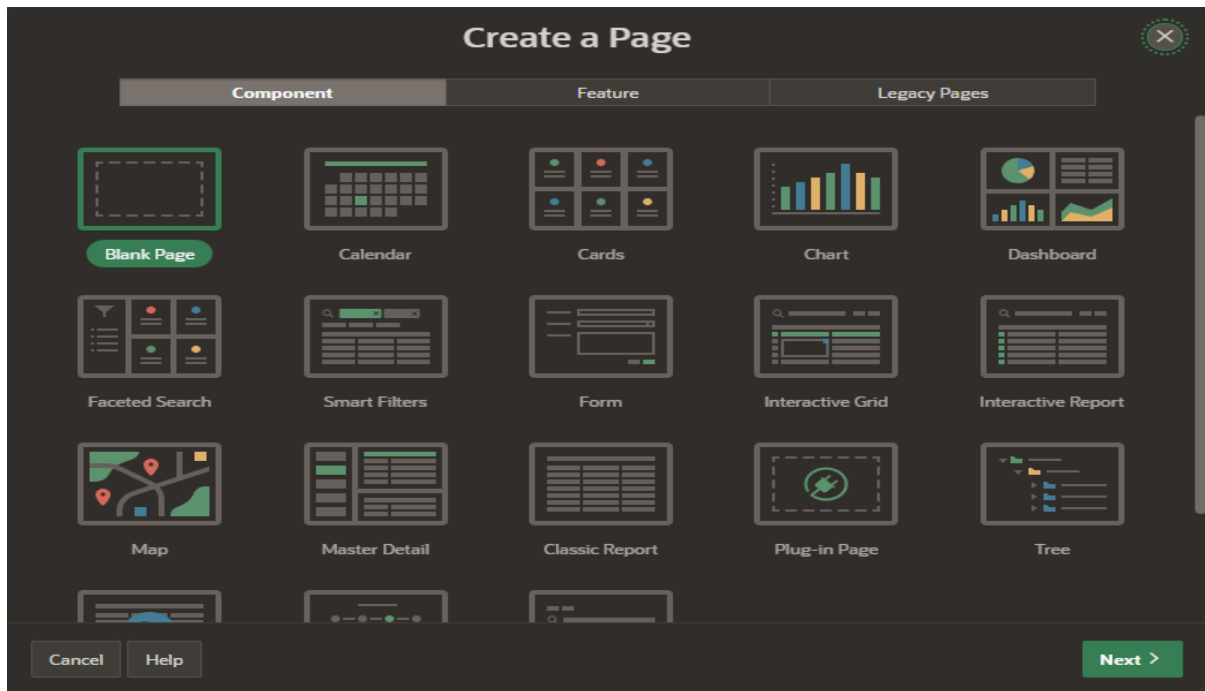 Create a Page
Component Feature Legacy Pages
Blank Page Calendar Cards Chart Dashboard
Faceted Search Smart Filters Form Interactive Grid Interactive Report
Map Master Detail Classic Report Plug-in Page Tree
Cancel Help Next >